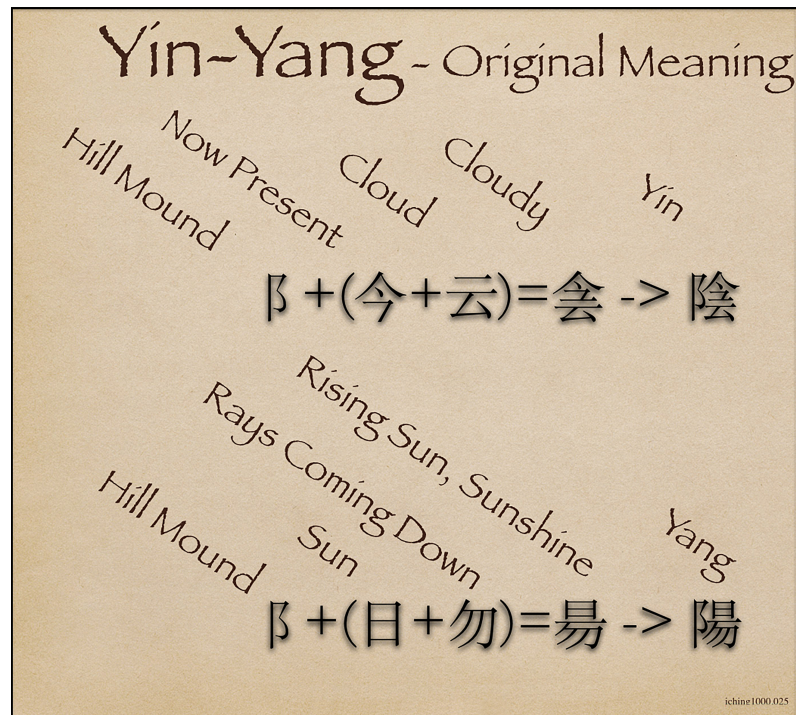 Yin-Yang - Original Meaning
Hill Mound
Now Present
Cloud
Cloudy
Yin
阝+(今+云)=侌 -> 陰
Hill Mound
Sun
Rays Coming Down
Rising Sun, Sunshine
Yang
阝+(日+勿)=昜 -> 陽
iching1000.025